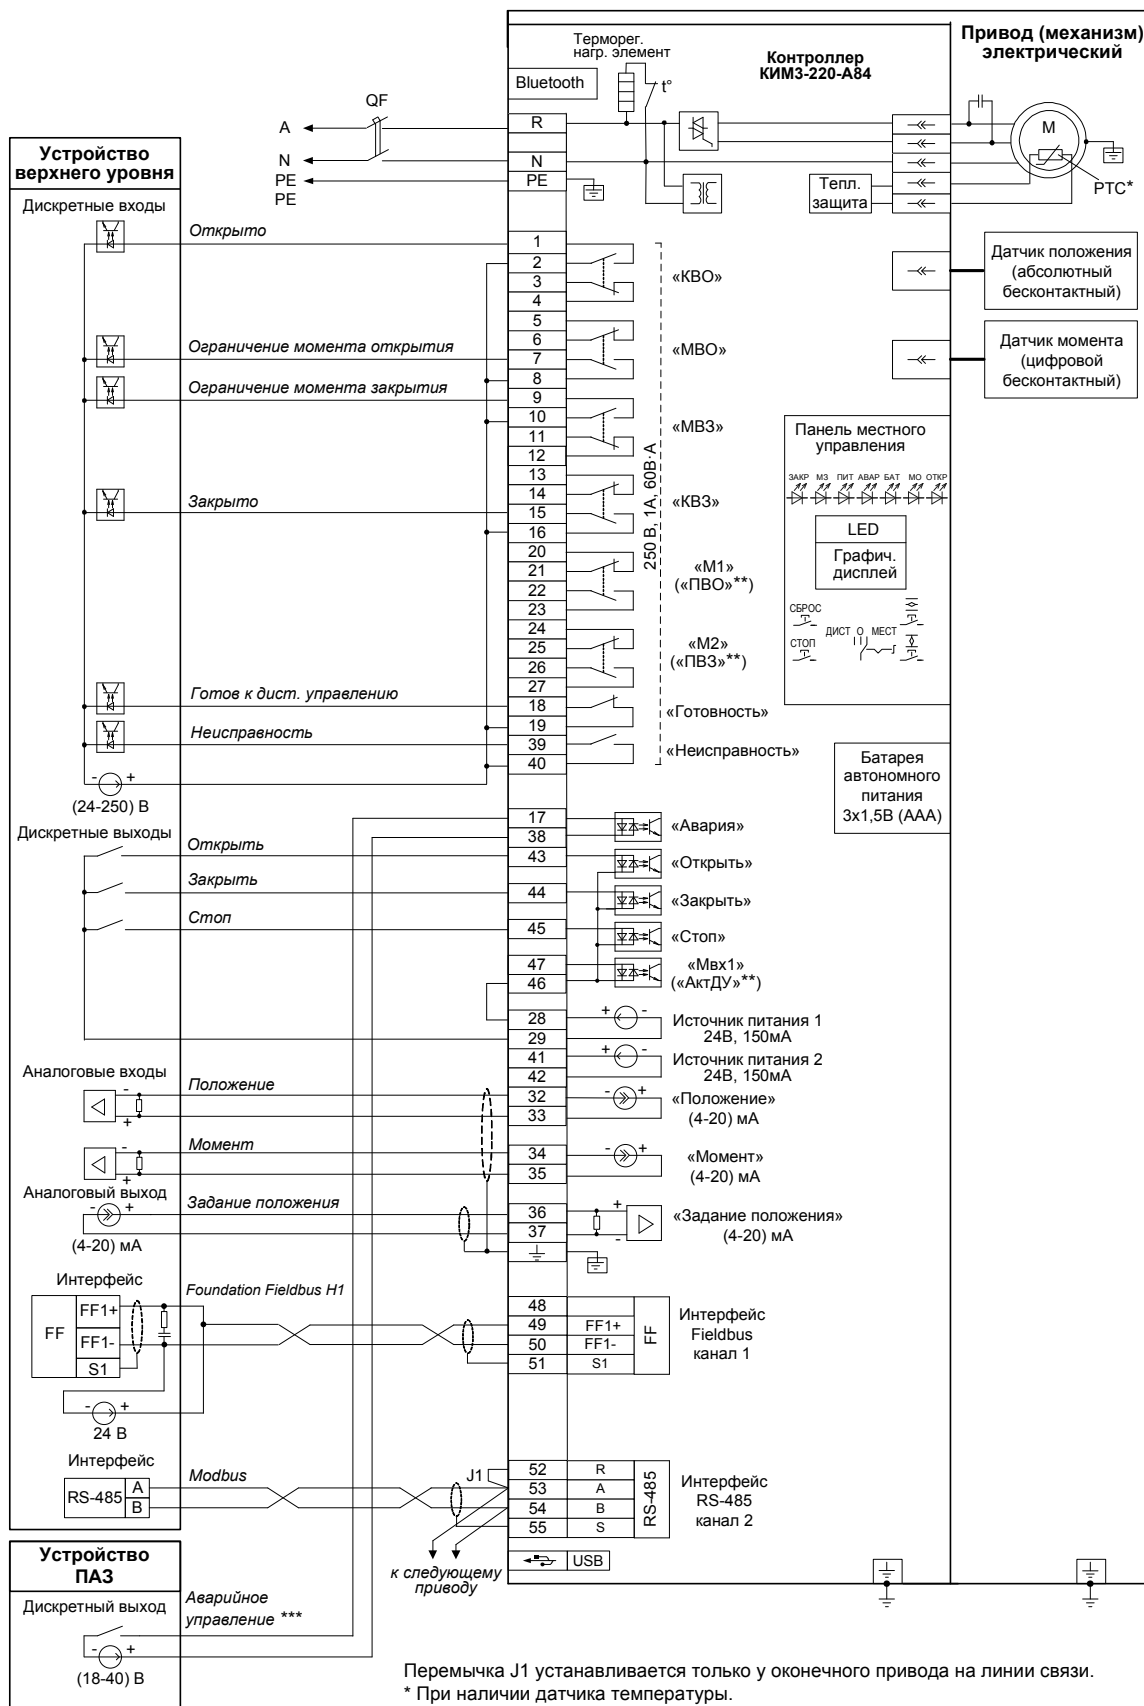 Привод (механизм)
электрический
Терморег.
нагр. элемент
Контроллер
КИМ3-220-А84
Bluetooth
t°
QF
A
R
M
N
N
PE
PE
PE
Тепл.
защита
PTC*
Устройство
верхнего уровня
Дискретные входы
Открыто
1
2
3
4
«КВО»
Датчик положения
(абсолютный
бесконтактный)
5
6
7
8
«МВО»
Ограничение момента открытия
Датчик момента
(цифровой
бесконтактный)
Ограничение момента закрытия
9
10
11
12
«МВЗ»
250 В, 1А, 60В·А
Панель местного
управления
ЗАКР МЗ ПИТ АВАР БАТ МО ОТКР
LED
Графич.
дисплей
СБРОС
СТОП
ДИСТ О МЕСТ
Закрыто
13
14
15
16
«КВЗ»
20
21
22
23
«М1»
(«ПВО»**)
24
25
26
27
«М2»
(«ПВЗ»**)
Готов к дист. управлению
18
19
«Готовность»
Неисправность
39
40
«Неисправность»
- +
(24-250) В
Батарея
автономного
питания
3х1,5В (ААА)
Дискретные выходы
17
38
«Авария»
Открыть
43
«Открыть»
Закрыть
44
«Закрыть»
Стоп
45
«Стоп»
47
46
«Мвх1»
(«АктДУ»**)
28
29
+ -
Источник питания 1
24В, 150мА
41
42
+ -
Источник питания 2
24В, 150мА
Аналоговые входы
Положение
-
+
32
33
- +
«Положение»
(4-20) мА
Момент
-
+
34
35
- +
«Момент»
(4-20) мА
Аналоговый выход
Задание положения
- +
(4-20) мА
36
37
+
-
«Задание положения»
(4-20) мА
Интерфейс
Foundation Fieldbus H1
FF
FF1+
FF1-
S1
- +
24 В
48
49 FF1+
50 FF1-
51 S1
FF
Интерфейс
Fieldbus
канал 1
Интерфейс
Modbus
RS-485
A
B
J1
52 R
53 A
54 B
55 S
RS-485
Интерфейс
RS-485
канал 2
USB
к следующему
приводу
Устройство
ПАЗ
Дискретный выход
Аварийное
управление ***
- +
(18-40) В
Перемычка J1 устанавливается только у оконечного привода на линии связи.
* При наличии датчика температуры.